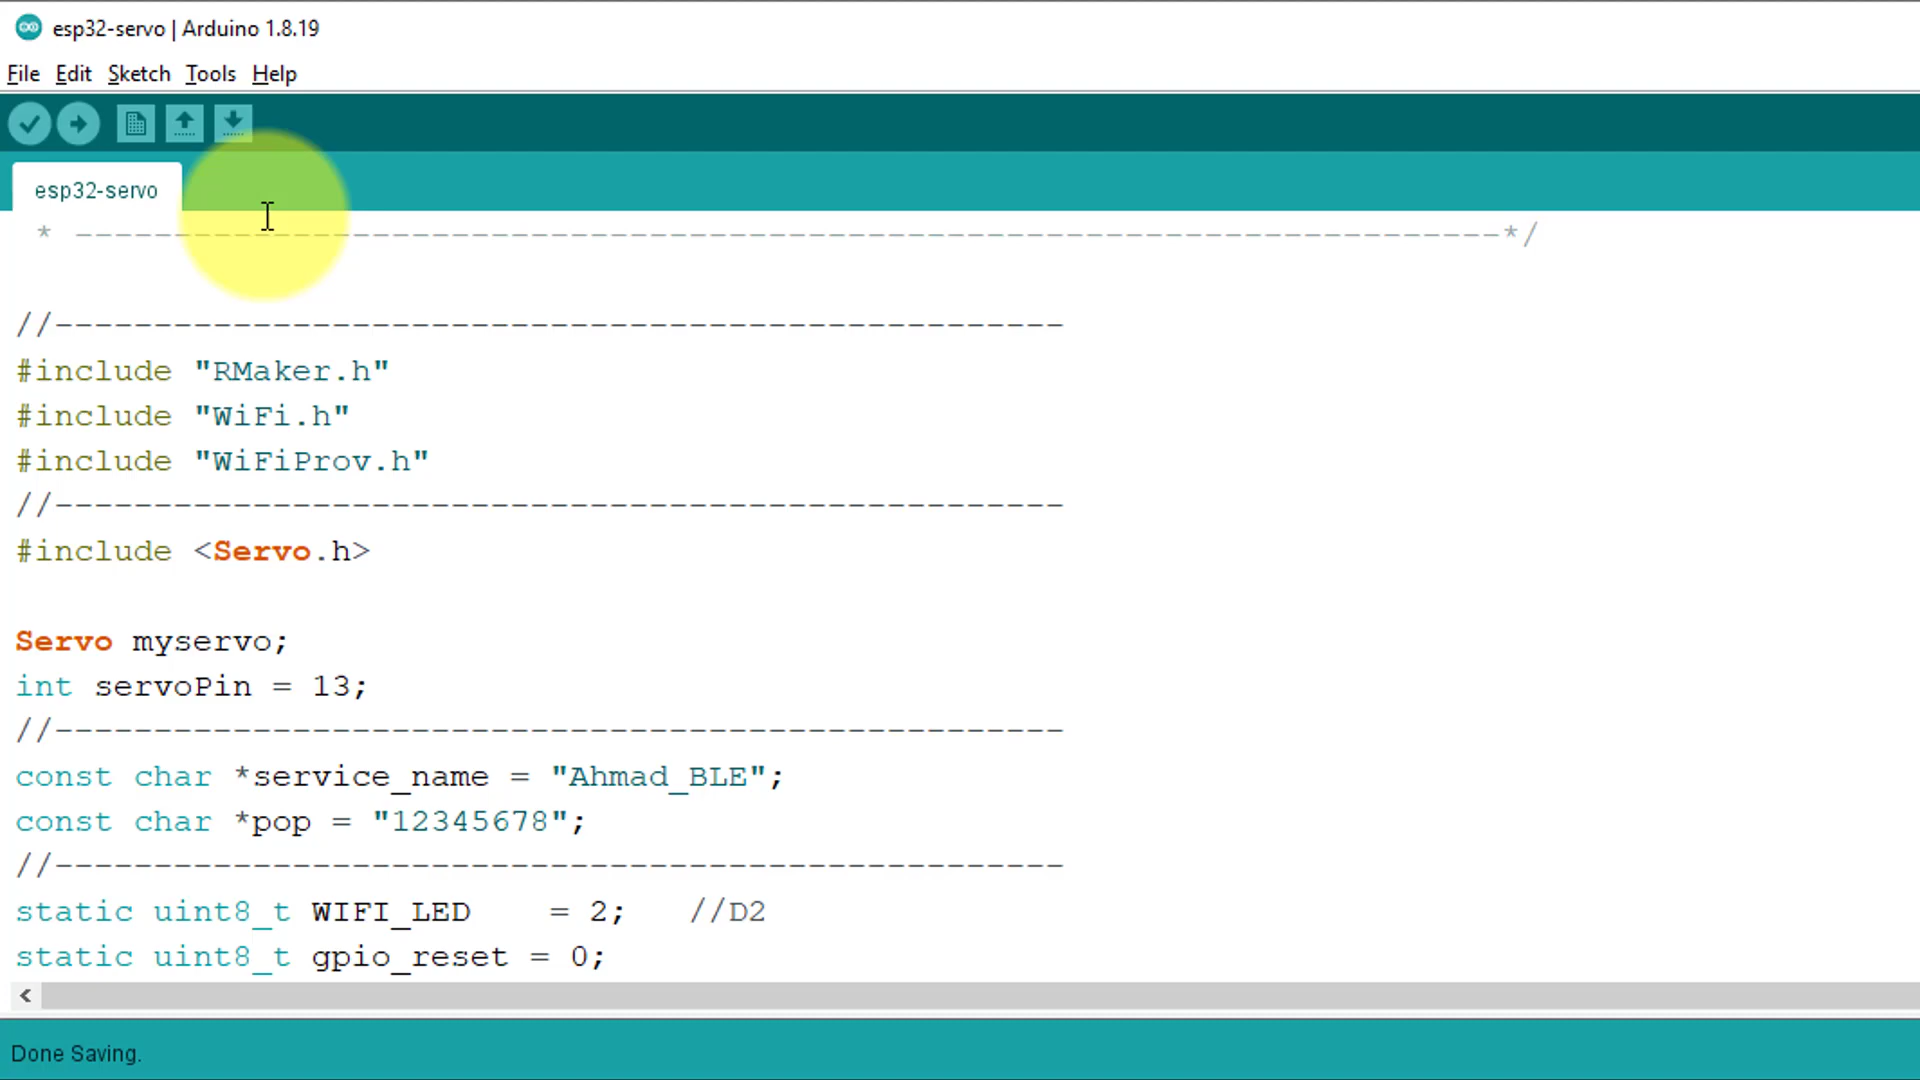 esp32-servo | Arduino 1.8.19
File Edit Sketch Tools Help
esp32-servo
* -------------------------------------------------------------------------*/
//----------------------------------------------------
#include "RMaker.h"
#include "WiFi.h"
#include "WiFiProv.h"
//----------------------------------------------------
#include <Servo.h>
Servo myservo;
int servoPin = 13;
//----------------------------------------------------
const char *service_name = "Ahmad_BLE";
const char *pop = "12345678";
//----------------------------------------------------
static uint8_t WIFI_LED    = 2;   //D2
static uint8_t gpio_reset = 0;
Done Saving.